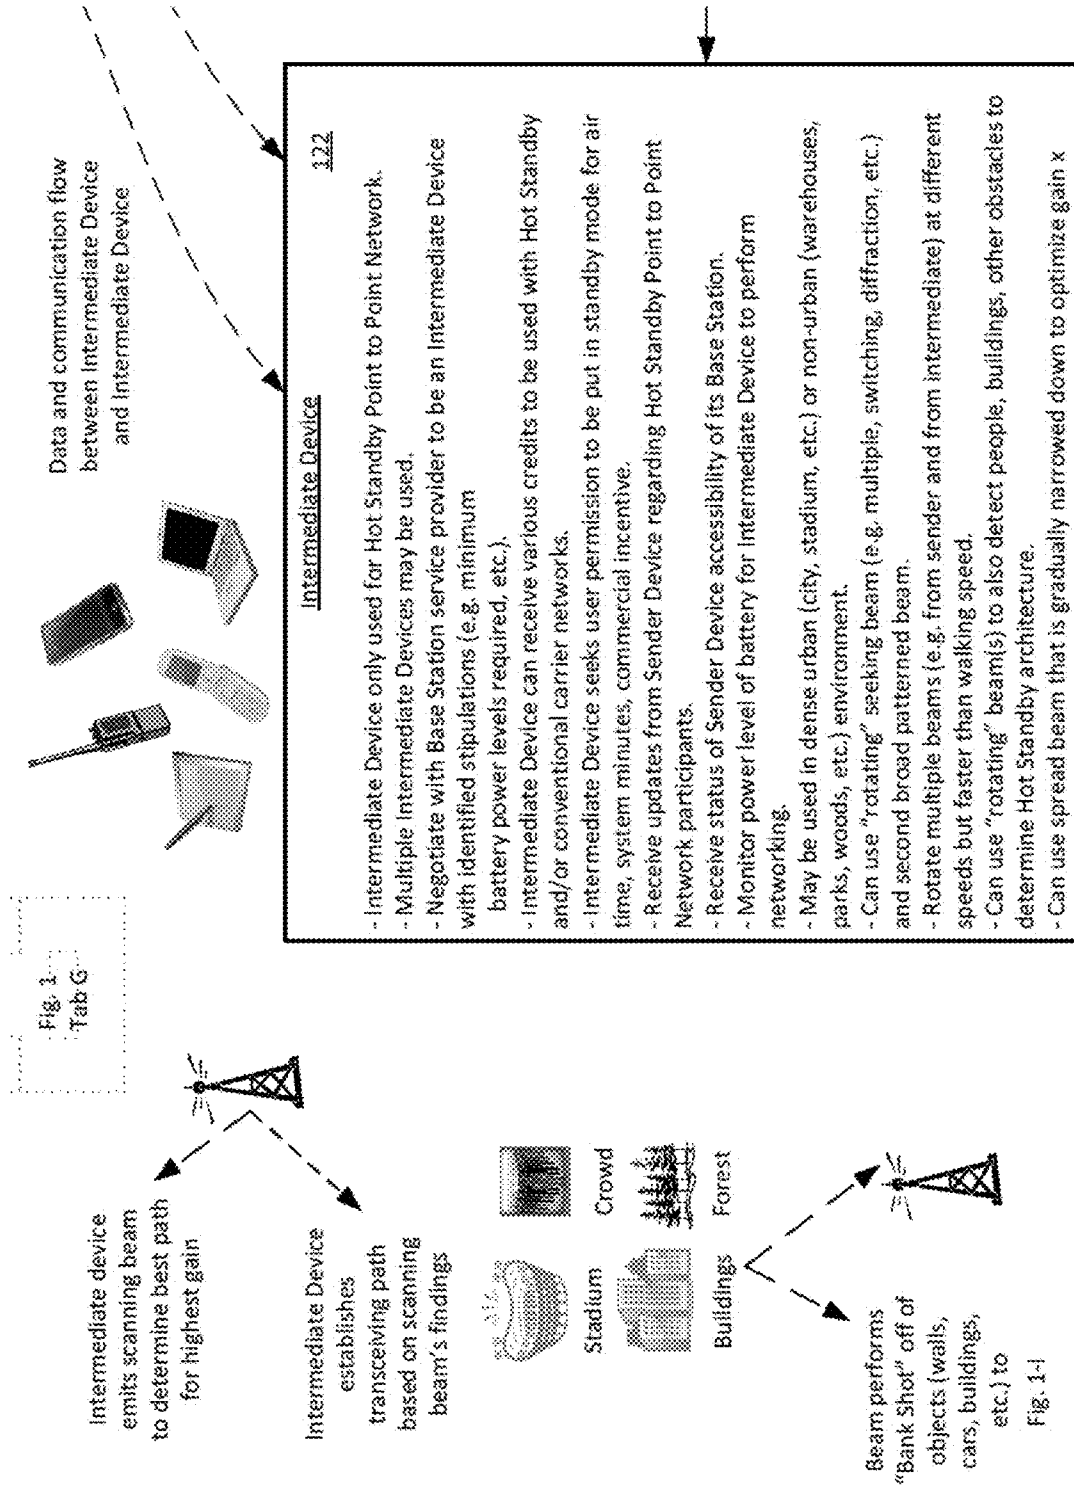 Fig. 1
Tab G
Data and communication flow
between Intermediate Device
and Intermediate Device
Intermediate device
emits scanning beam
to determine best path
for highest gain
Intermediate Device
establishes
transceiving path
based on scanning
beam's findings
Stadium
Crowd
Buildings
Forest
Beam performs
"Bank Shot" off of
objects (walls,
cars, buildings,
etc.) to
Fig. 1-I
Intermediate Device
122
- Intermediate Device only used for Hot Standby Point to Point Network.
- Multiple Intermediate Devices may be used.
- Negotiate with Base Station service provider to be an Intermediate Device
with identified stipulations (e.g. minimum
battery power levels required, etc.).
- Intermediate Device can receive various credits to be used with Hot Standby
and/or conventional carrier networks.
- Intermediate Device seeks user permission to be put in standby mode for air
time, system minutes, commercial incentive.
- Receive updates from Sender Device regarding Hot Standby Point to Point
Network participants.
- Receive status of Sender Device accessibility of its Base Station.
- Monitor power level of battery for Intermediate Device to perform
networking.
- May be used in dense urban (city, stadium, etc.) or non-urban (warehouses,
parks, woods, etc.) environment.
- Can use "rotating" seeking beam (e.g. multiple, switching, diffraction, etc.)
and second broad patterned beam.
- Rotate multiple beams (e.g. from sender and from intermediate) at different
speeds but faster than walking speed.
- Can use "rotating" beam(s) to also detect people, buildings, other obstacles to
determine Hot Standby architecture.
- Can use spread beam that is gradually narrowed down to optimize gain x